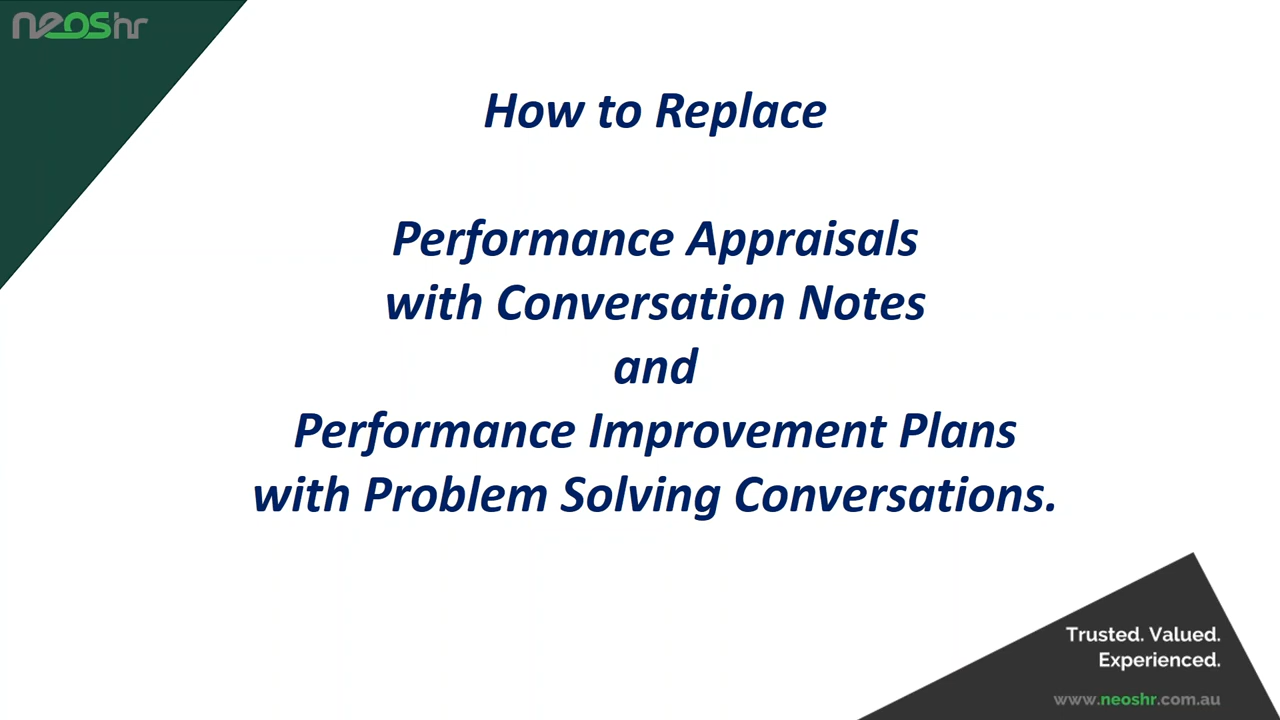 neoshr
How to Replace
Performance Appraisals
with Conversation Notes
and
Performance Improvement Plans
with Problem Solving Conversations.
Trusted. Valued.
Experienced.
www.neoshr.com.au